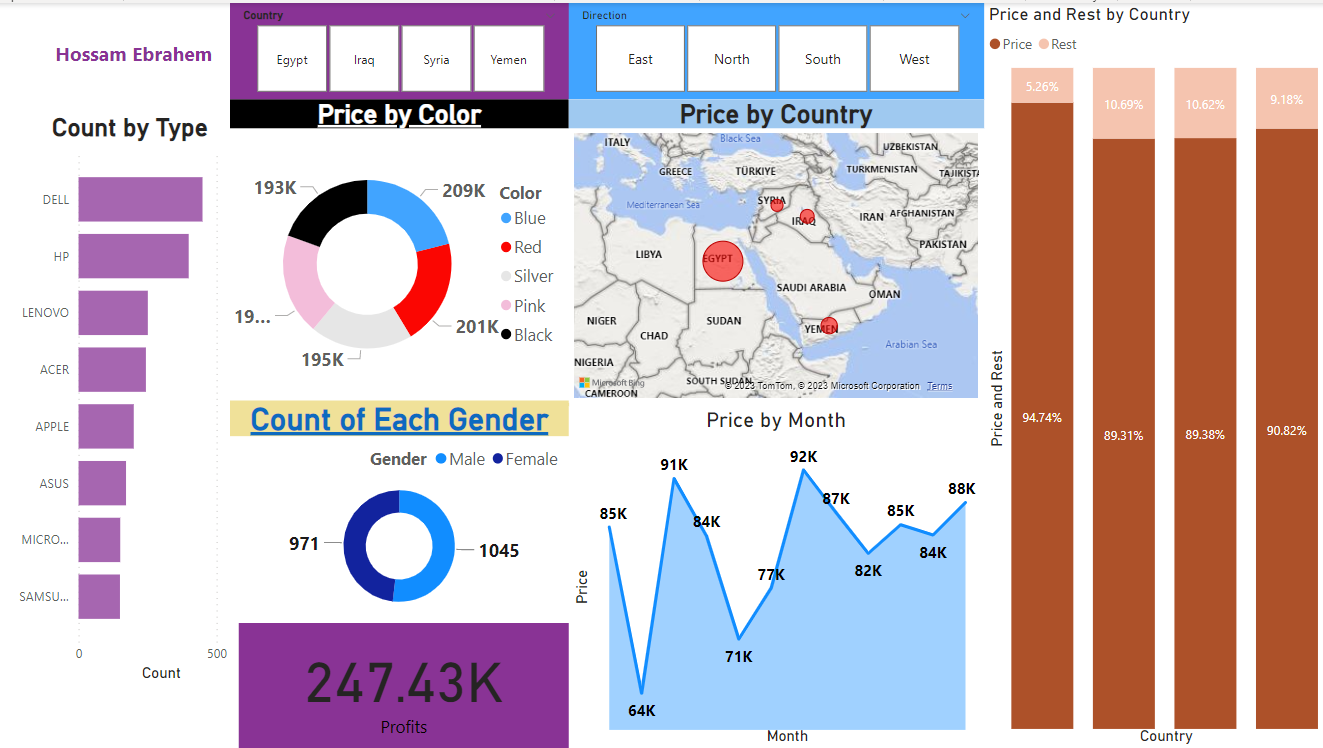 Hossam Ebrahem
Count by Type
DELL
HP
LENOVO
ACER
APPLE
ASUS
MICRO...
SAMSU...
0
500
Count
Country
Egypt
Iraq
Syria
Yemen
Price by Color
193K
209K
19...
201K
195K
Color
Blue
Red
Silver
Pink
Black
Count of Each Gender
Gender
Male
Female
971
1045
247.43K
Profits
Direction
East
North
South
West
Price by Country
ITALY
Black Sea
UZBEKISTAN
GREECE
TÜRKIYE
TURKMENISTAN
TAJIKISTA
Mediterranean Sea
SYRIA
IRAQ
IRAN
AFGHANISTAN
PAKISTAN
LIBYA
EGYPT
SAUDI ARABIA
OMAN
NIGER
CHAD
SUDAN
YEMEN
Arabian Sea
NIGERIA
SOUTH SUDAN
CAMEROON
Microsoft Bing
© 2023 TomTom, © 2023 Microsoft Corporation Terms
Price by Month
Price
85K
64K
91K
84K
71K
77K
92K
87K
82K
85K
84K
88K
Month
Price and Rest by Country
Price
Rest
Price and Rest
5.26%
10.69%
10.62%
9.18%
94.74%
89.31%
89.38%
90.82%
Country